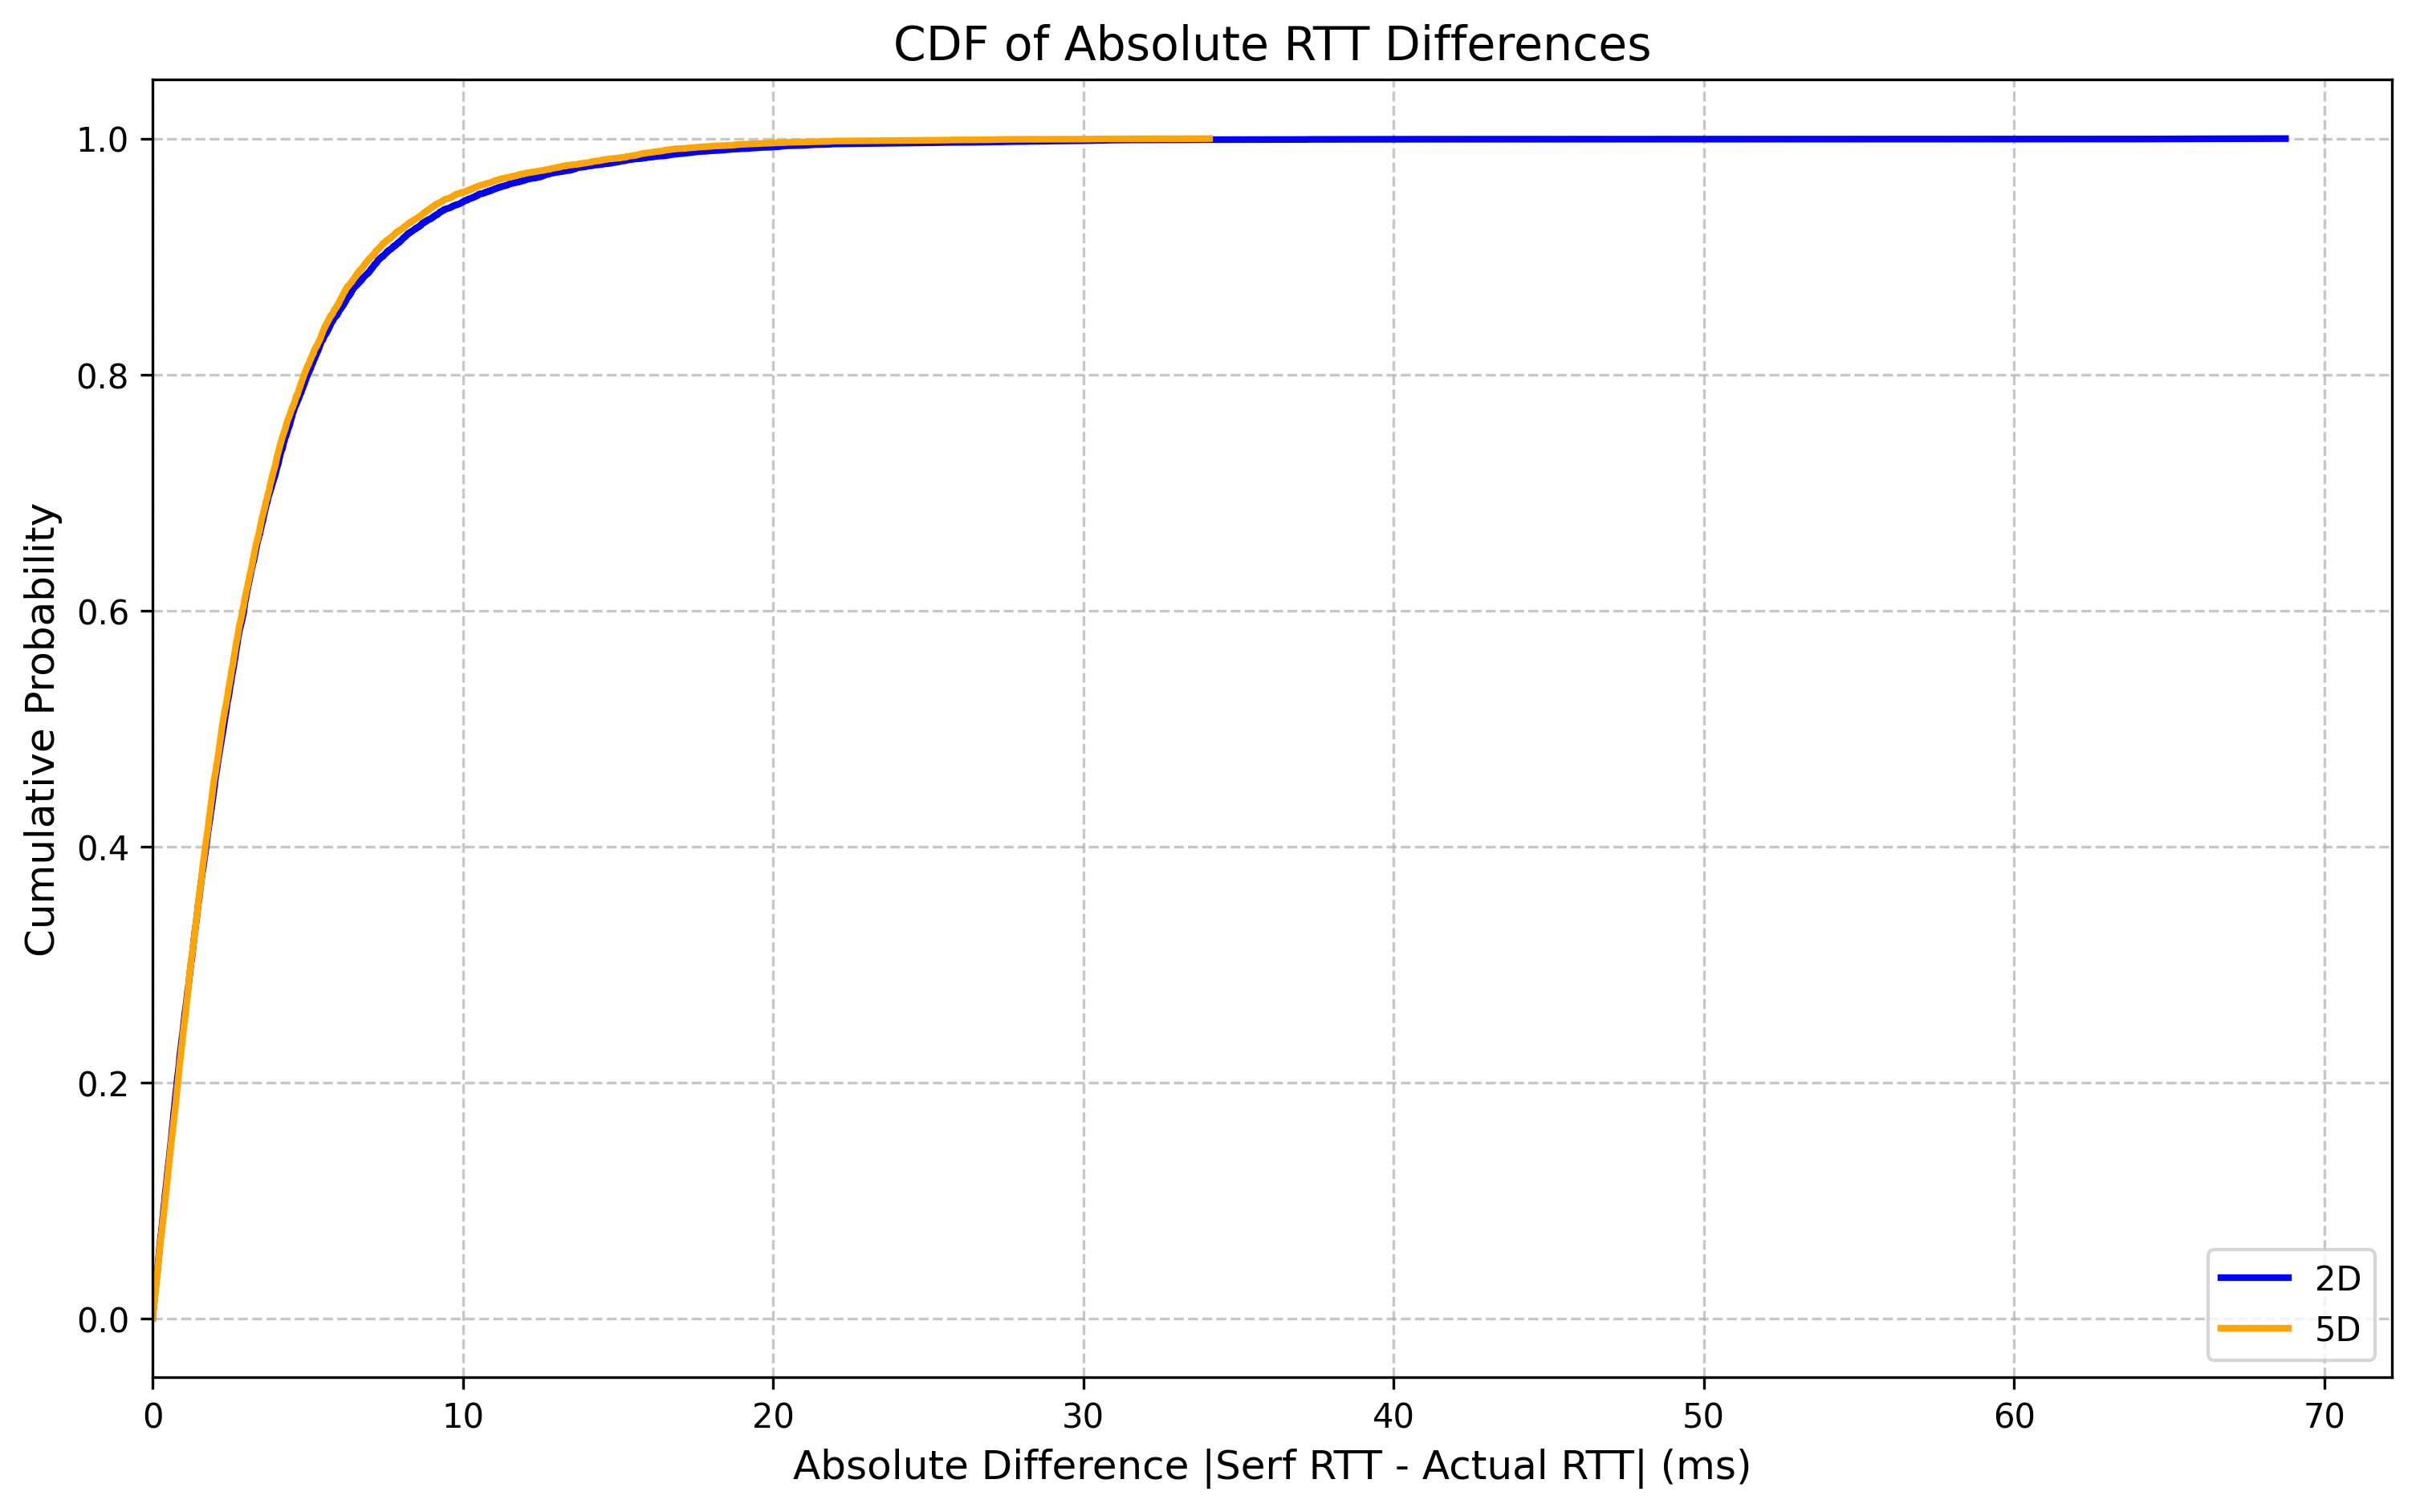 CDF of Absolute RTT Differences
Cumulative Probability
1.0
0.8
0.6
0.4
0.2
0.0
0 10 20 30 40 50 60 70
Absolute Difference |Serf RTT - Actual RTT| (ms)
2D
5D